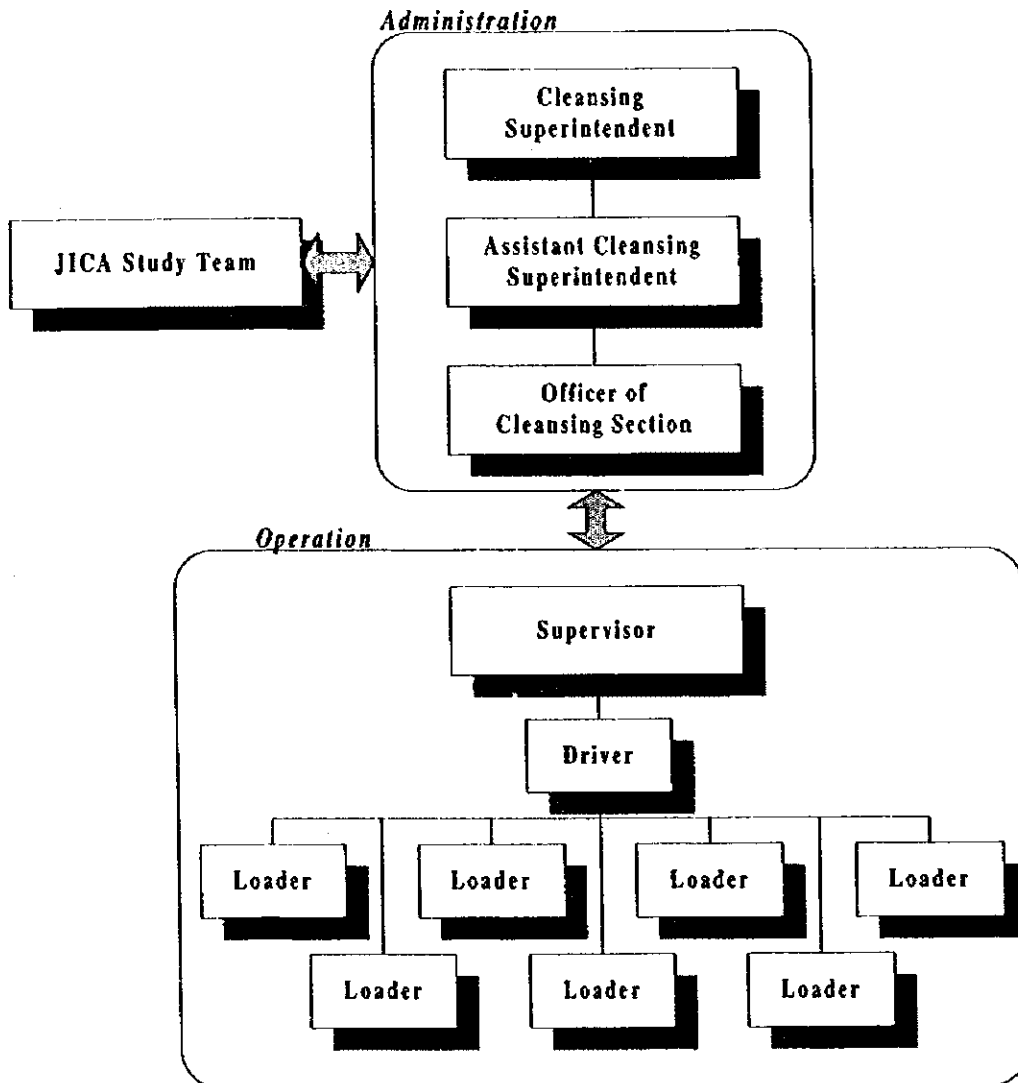 Administration
Cleansing
Superintendent
JICA Study Team
Assistant Cleansing
Superintendent
Officer of
Cleansing Section
Operation
Supervisor
Driver
Loader
Loader
Loader
Loader
Loader
Loader
Loader